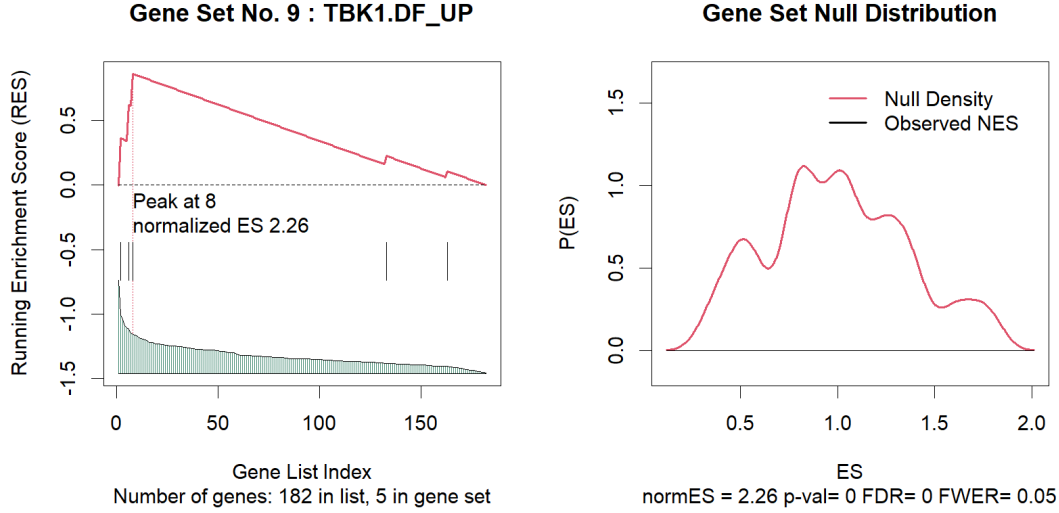 Gene Set No. 9 : TBK1.DF_UP
Running Enrichment Score (RES)
0.5
0.0
-0.5
-1.0
-1.5
Peak at 8
normalized ES 2.26
0
50
100
150
Gene List Index
Number of genes: 182 in list, 5 in gene set
Gene Set Null Distribution
P(ES)
1.5
1.0
0.5
0.0
Null Density
Observed NES
0.5
1.0
1.5
2.0
ES
normES = 2.26 p-val= 0 FDR= 0 FWER= 0.05